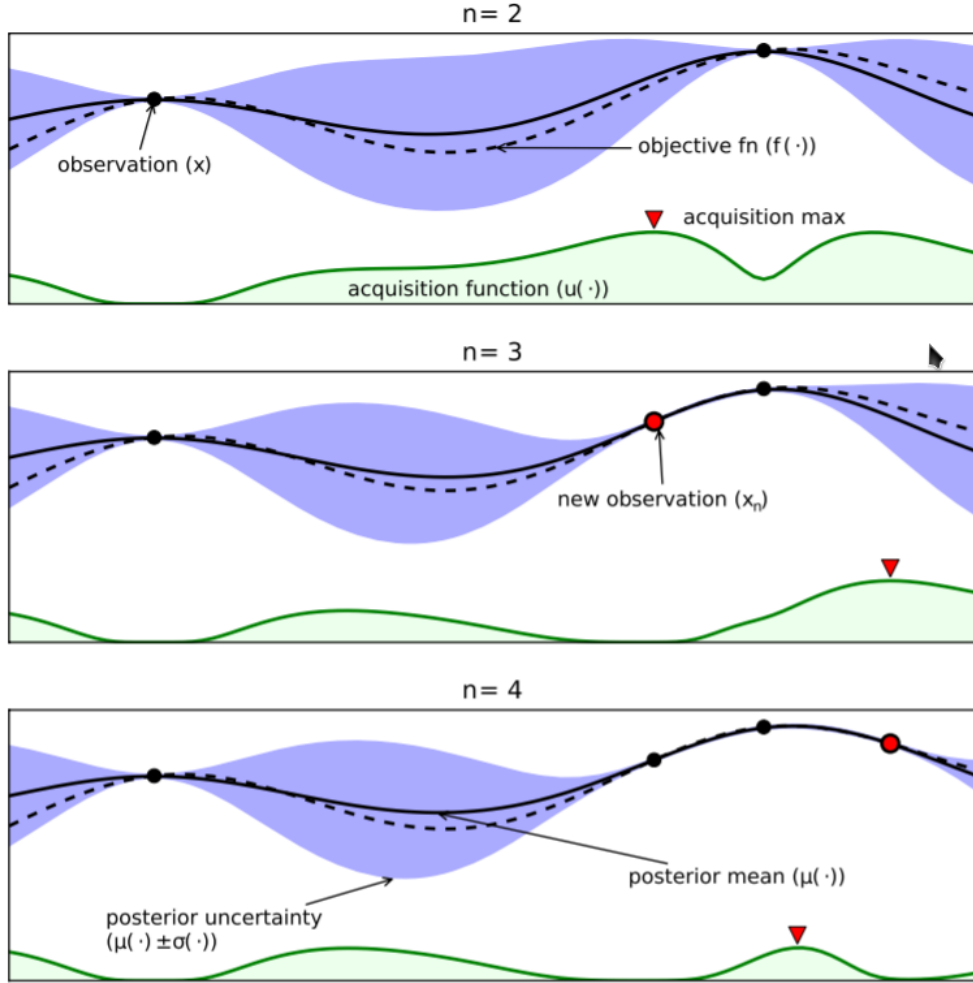 n= 2
observation (x)
objective fn (f(·))
acquisition max
acquisition function (u(·))
n= 3
new observation (xₙ)
n= 4
posterior mean (μ(·))
posterior uncertainty
(μ(·) ±σ(·))